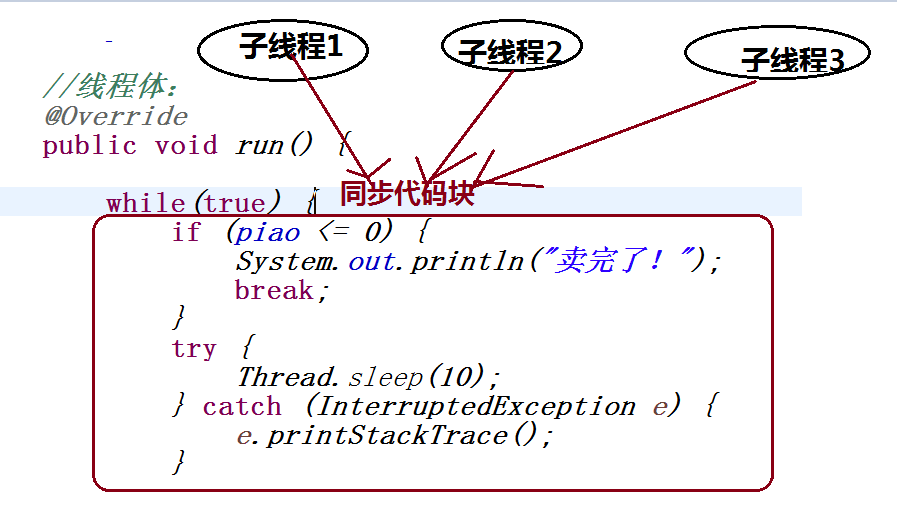 子线程1 子线程2 子线程3
//线程体:
@Override
public void run() {
while(true) {
同步代码块
if (piao <= 0) {
System.out.println("卖完了！");
break;
}
try {
Thread.sleep(10);
} catch (InterruptedException e) {
e.printStackTrace();
}